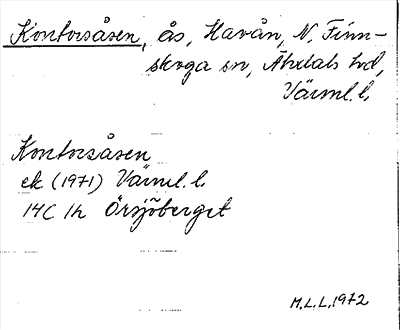 Kontorsåsen, ås, Havån, N. Finn-
skoga sn, Älvdals hd,
Värml. l.
Kontorsåsen
ek (1971) Värml. l.
14C 1h Örsjöberget
M.L.L. 1972